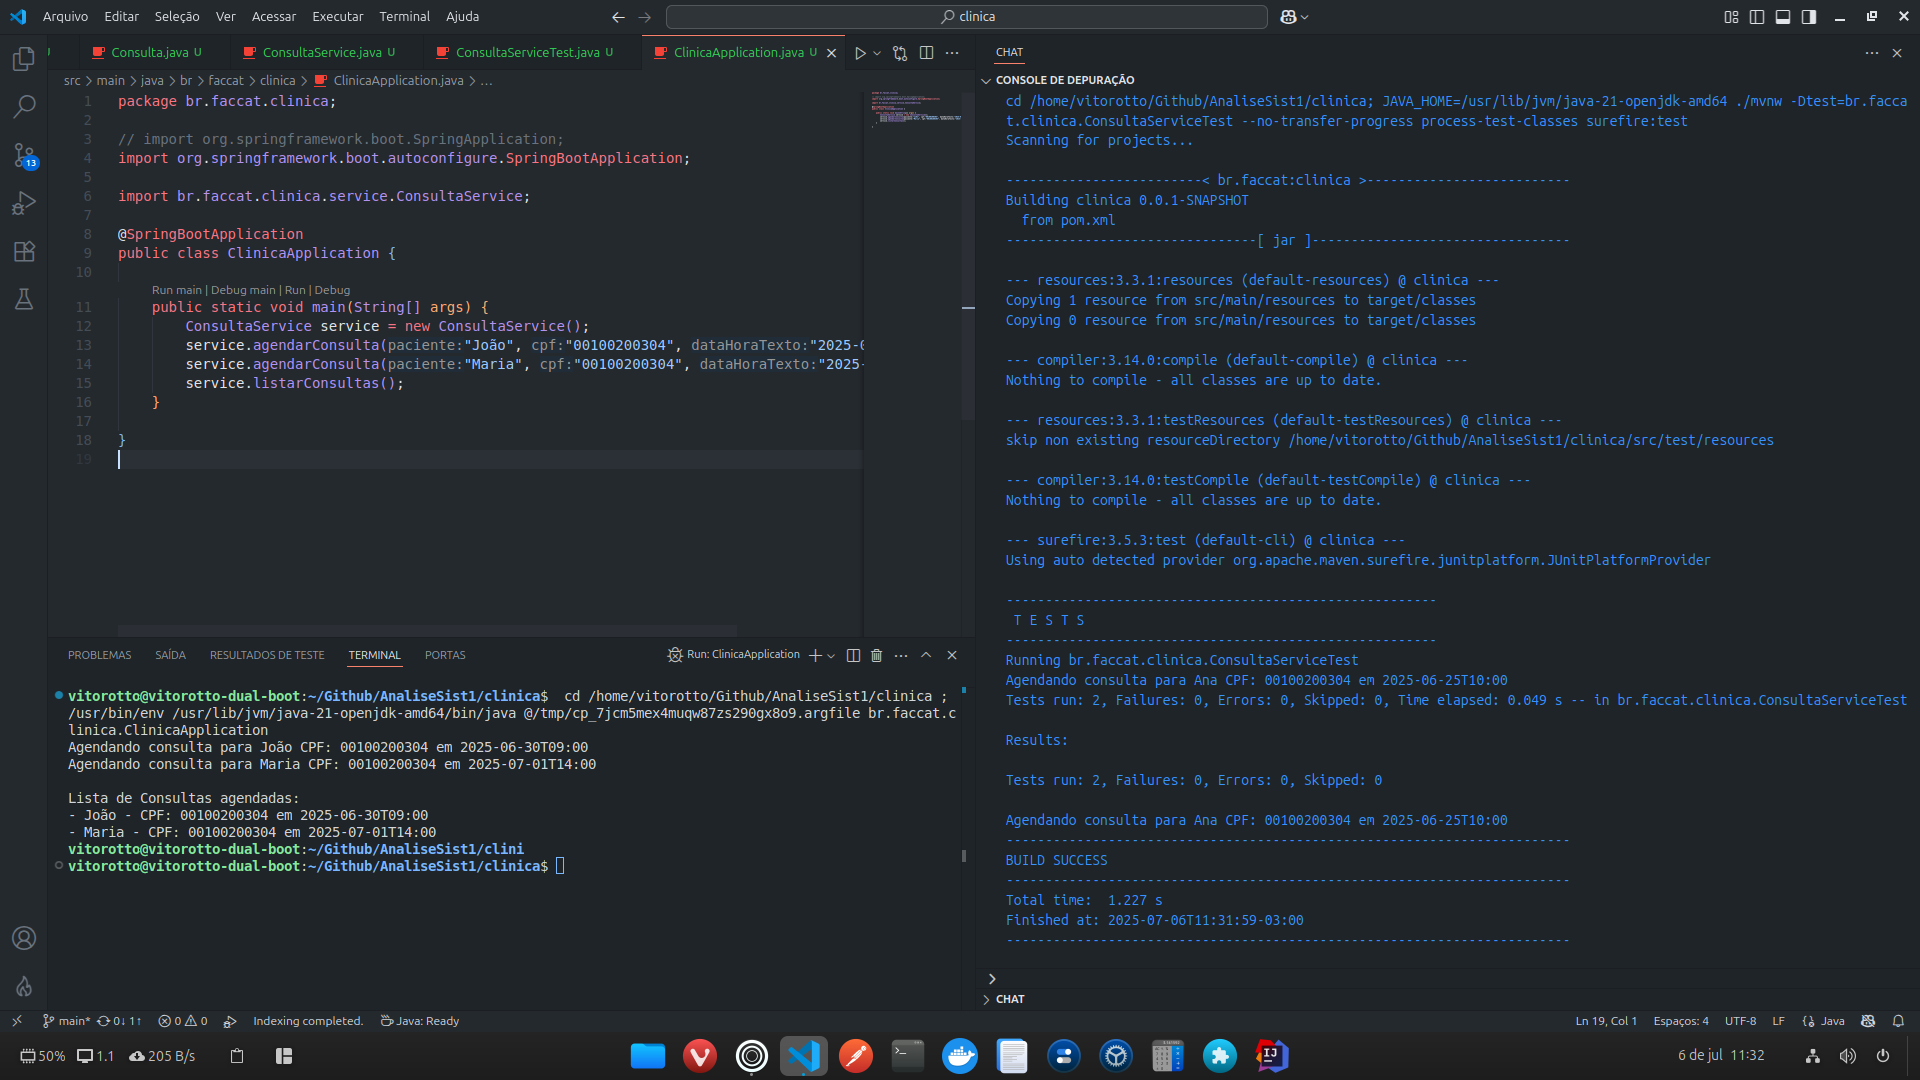 Arquivo Editar Seleção Ver Acessar Executar Terminal Ajuda
clinica
Consulta.java U
ConsultaService.java U
ConsultaServiceTest.java U
ClinicaApplication.java U
src > main > java > br > faccat > clinica > ClinicaApplication.java > ...
1 package br.faccat.clinica;
2
3 // import org.springframework.boot.SpringApplication;
4 import org.springframework.boot.autoconfigure.SpringBootApplication;
5
6 import br.faccat.clinica.service.ConsultaService;
7
8 @SpringBootApplication
9 public class ClinicaApplication {
10
Run main | Debug main | Run | Debug
11 public static void main(String[] args) {
12 ConsultaService service = new ConsultaService();
13 service.agendarConsulta(paciente:"João", cpf:"00100200304", dataHoraTexto:"2025-0
14 service.agendarConsulta(paciente:"Maria", cpf:"00100200304", dataHoraTexto:"2025-
15 service.listarConsultas();
16 }
17
18 }
19
PROBLEMAS SAÍDA RESULTADOS DE TESTE TERMINAL PORTAS
Run: ClinicaApplication
vitorotto@vitorotto-dual-boot:~/Github/AnaliseSist1/clinica$ cd /home/vitorotto/Github/AnaliseSist1/clinica ;
/usr/bin/env /usr/lib/jvm/java-21-openjdk-amd64/bin/java @/tmp/cp_7jcm5mex4muqw87zs290gx8o9.argfile br.faccat.c
linica.ClinicaApplication
Agendando consulta para João CPF: 00100200304 em 2025-06-30T09:00
Agendando consulta para Maria CPF: 00100200304 em 2025-07-01T14:00
Lista de Consultas agendadas:
- João - CPF: 00100200304 em 2025-06-30T09:00
- Maria - CPF: 00100200304 em 2025-07-01T14:00
vitorotto@vitorotto-dual-boot:~/Github/AnaliseSist1/clini
vitorotto@vitorotto-dual-boot:~/Github/AnaliseSist1/clinica$
CHAT
CONSOLE DE DEPURAÇÃO
cd /home/vitorotto/Github/AnaliseSist1/clinica; JAVA_HOME=/usr/lib/jvm/java-21-openjdk-amd64 ./mvnw -Dtest=br.facca
t.clinica.ConsultaServiceTest --no-transfer-progress process-test-classes surefire:test
Scanning for projects...
-------------------------< br.faccat:clinica >--------------------------
Building clinica 0.0.1-SNAPSHOT
from pom.xml
--------------------------------[ jar ]---------------------------------
--- resources:3.3.1:resources (default-resources) @ clinica ---
Copying 1 resource from src/main/resources to target/classes
Copying 0 resource from src/main/resources to target/classes
--- compiler:3.14.0:compile (default-compile) @ clinica ---
Nothing to compile - all classes are up to date.
--- resources:3.3.1:testResources (default-testResources) @ clinica ---
skip non existing resourceDirectory /home/vitorotto/Github/AnaliseSist1/clinica/src/test/resources
--- compiler:3.14.0:testCompile (default-testCompile) @ clinica ---
Nothing to compile - all classes are up to date.
--- surefire:3.5.3:test (default-cli) @ clinica ---
Using auto detected provider org.apache.maven.surefire.junitplatform.JUnitPlatformProvider
-------------------------------------------------------
T E S T S
-------------------------------------------------------
Running br.faccat.clinica.ConsultaServiceTest
Agendando consulta para Ana CPF: 00100200304 em 2025-06-25T10:00
Tests run: 2, Failures: 0, Errors: 0, Skipped: 0, Time elapsed: 0.049 s -- in br.faccat.clinica.ConsultaServiceTest
Results:
Tests run: 2, Failures: 0, Errors: 0, Skipped: 0
Agendando consulta para Ana CPF: 00100200304 em 2025-06-25T10:00
------------------------------------------------------------------------
BUILD SUCCESS
------------------------------------------------------------------------
Total time:  1.227 s
Finished at: 2025-07-06T11:31:59-03:00
------------------------------------------------------------------------
>
CHAT
13
main* 0↓ 1↑ 0 0 Indexing completed. Java: Ready
Ln 19, Col 1 Espaços: 4 UTF-8 LF {} Java
50% 1.1 205 B/s
IJ
6 de jul 11:32